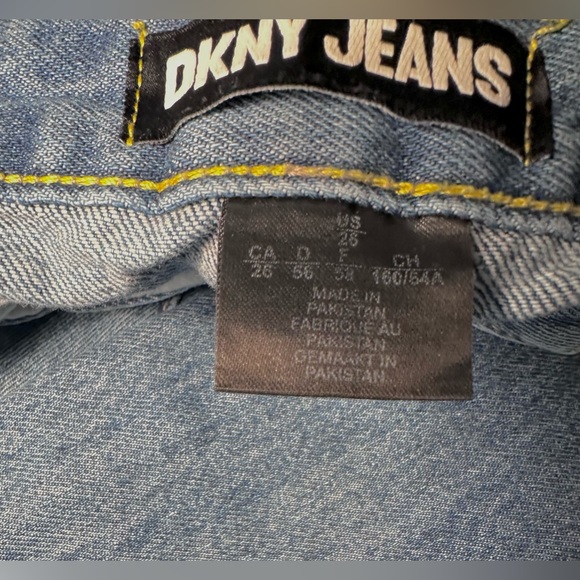 DKNY JEANS
US
26
CA D F CH
26 56 58 160/64A
MADE IN
PAKISTAN
FABRIQUE AU
PAKISTAN
GEMAAKT IN
PAKISTAN